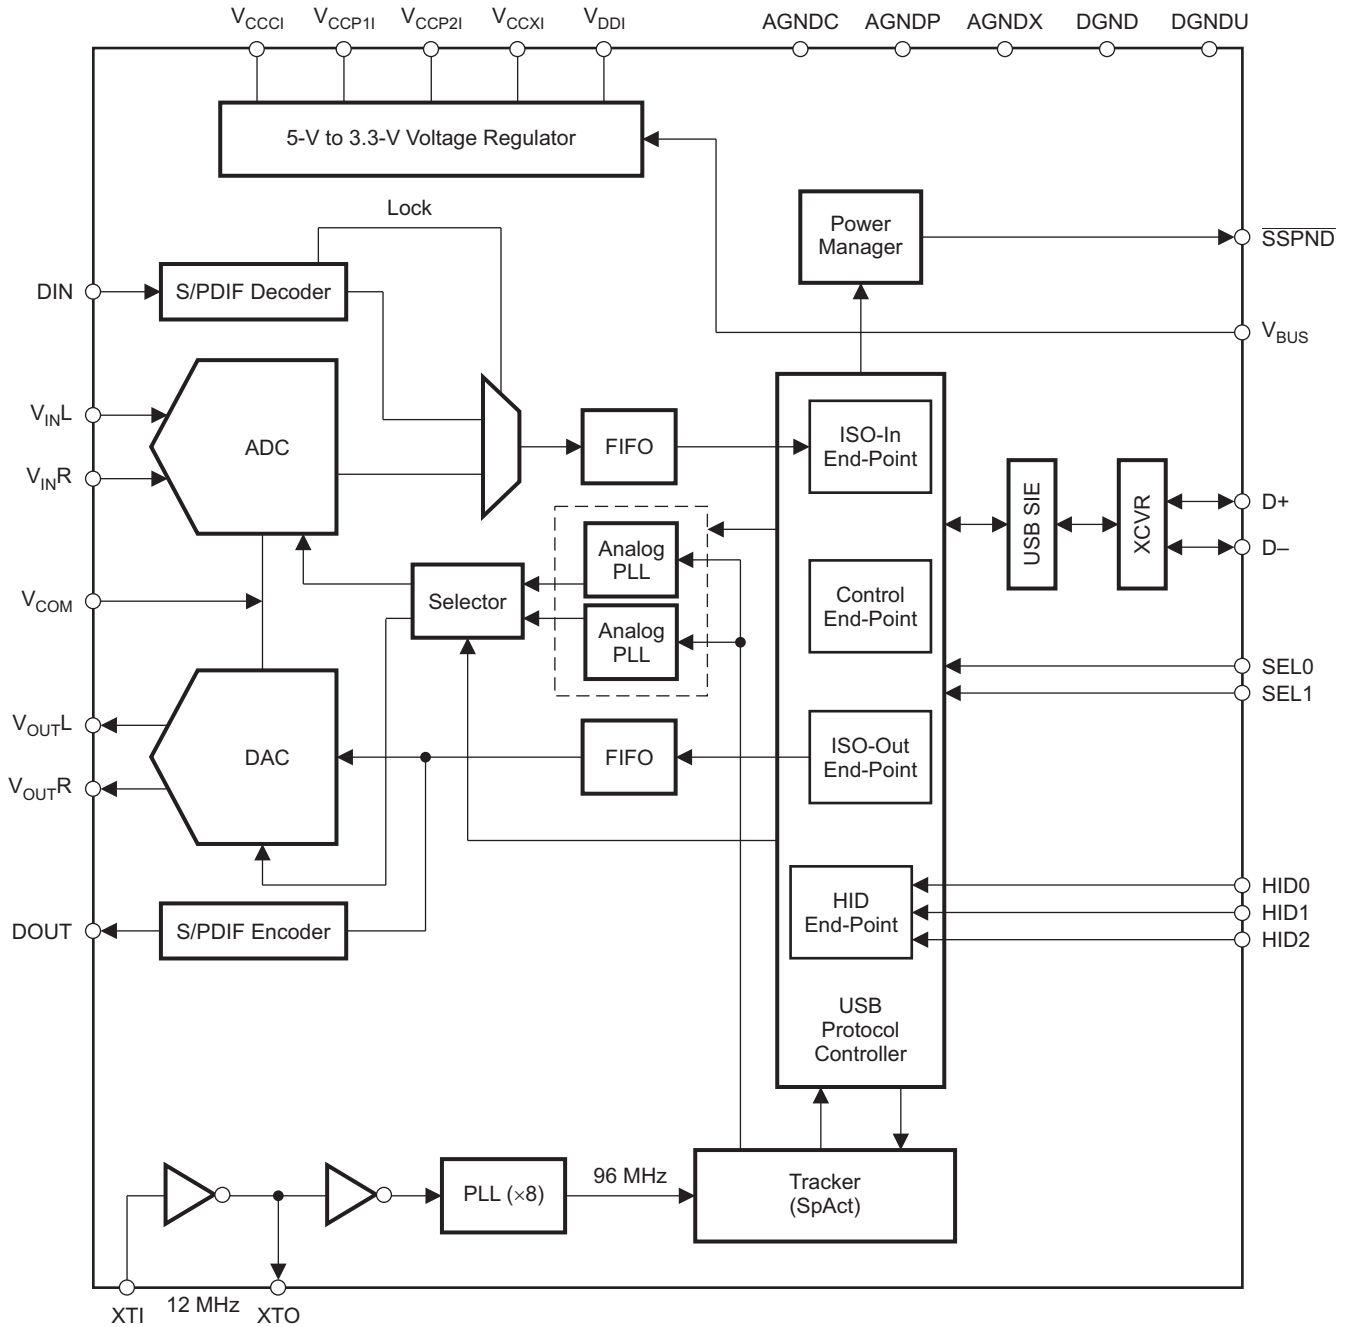 VCCCI VCCP1I VCCP2I VCCXI VDDI AGNDC AGNDP AGNDX DGND DGNDU
5-V to 3.3-V Voltage Regulator
Lock
Power
Manager
SSPND
DIN
S/PDIF Decoder
VBUS
VINL
ADC
VINR
FIFO
ISO-In
End-Point
USB SIE
XCVR
D+
D–
Analog
PLL
Selector
Analog
PLL
Control
End-Point
VCOM
SEL0
SEL1
VOUTL
DAC
VOUTR
FIFO
ISO-Out
End-Point
HID
End-Point
HID0
HID1
HID2
DOUT
S/PDIF Encoder
USB
Protocol
Controller
PLL (×8)
96 MHz
Tracker
(SpAct)
XTI
12 MHz
XTO